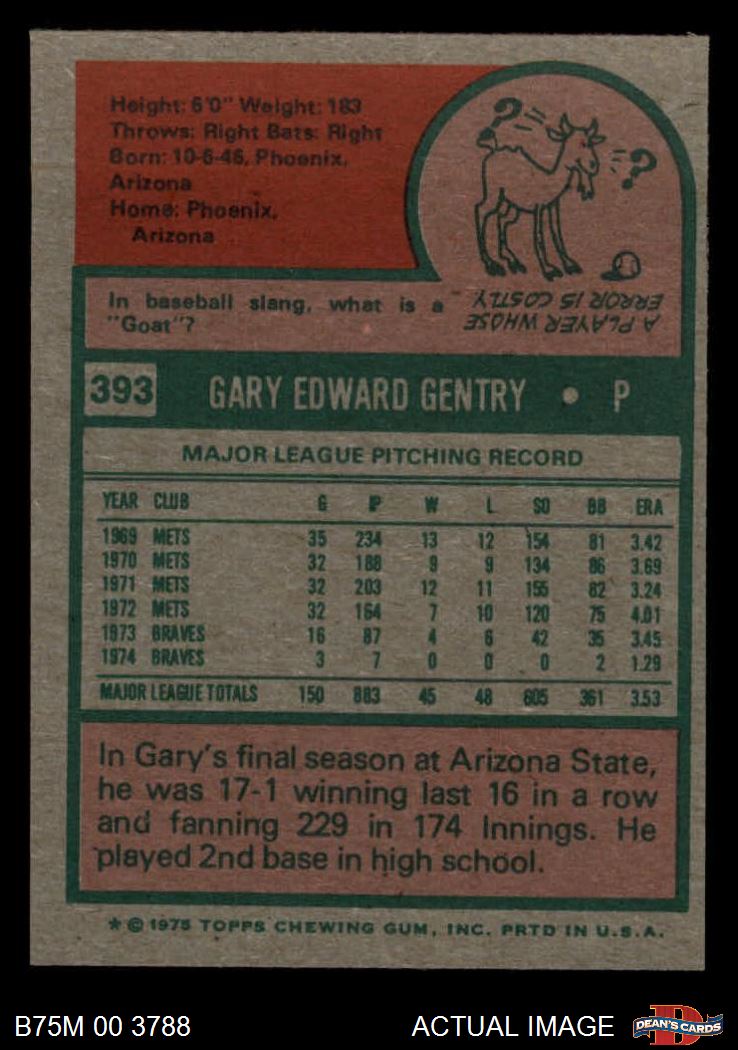 Height: 6'0" Weight: 183
Throws: Right Bats: Right
Born: 10-6-46, Phoenix,
Arizona
Home: Phoenix,
Arizona
? ?
In baseball slang, what is a
"Goat"?
A PLAYER WHOSE
ERROR IS COSTLY
393 GARY EDWARD GENTRY • P
MAJOR LEAGUE PITCHING RECORD
YEAR CLUB G IP W L SO BB ERA
1969 METS 35 234 13 12 154 81 3.42
1970 METS 32 188 9 9 134 86 3.69
1971 METS 32 203 12 11 155 82 3.24
1972 METS 32 164 7 10 120 75 4.01
1973 BRAVES 16 87 4 6 42 35 3.45
1974 BRAVES 3 7 0 0 0 2 1.29
MAJOR LEAGUE TOTALS 150 883 45 48 605 361 3.53
In Gary's final season at Arizona State,
he was 17-1 winning last 16 in a row
and fanning 229 in 174 Innings. He
played 2nd base in high school.
* © 1975 TOPPS CHEWING GUM, INC. PRTD IN U.S.A.
B75M 00 3788 ACTUAL IMAGE D DEAN'S CARDS